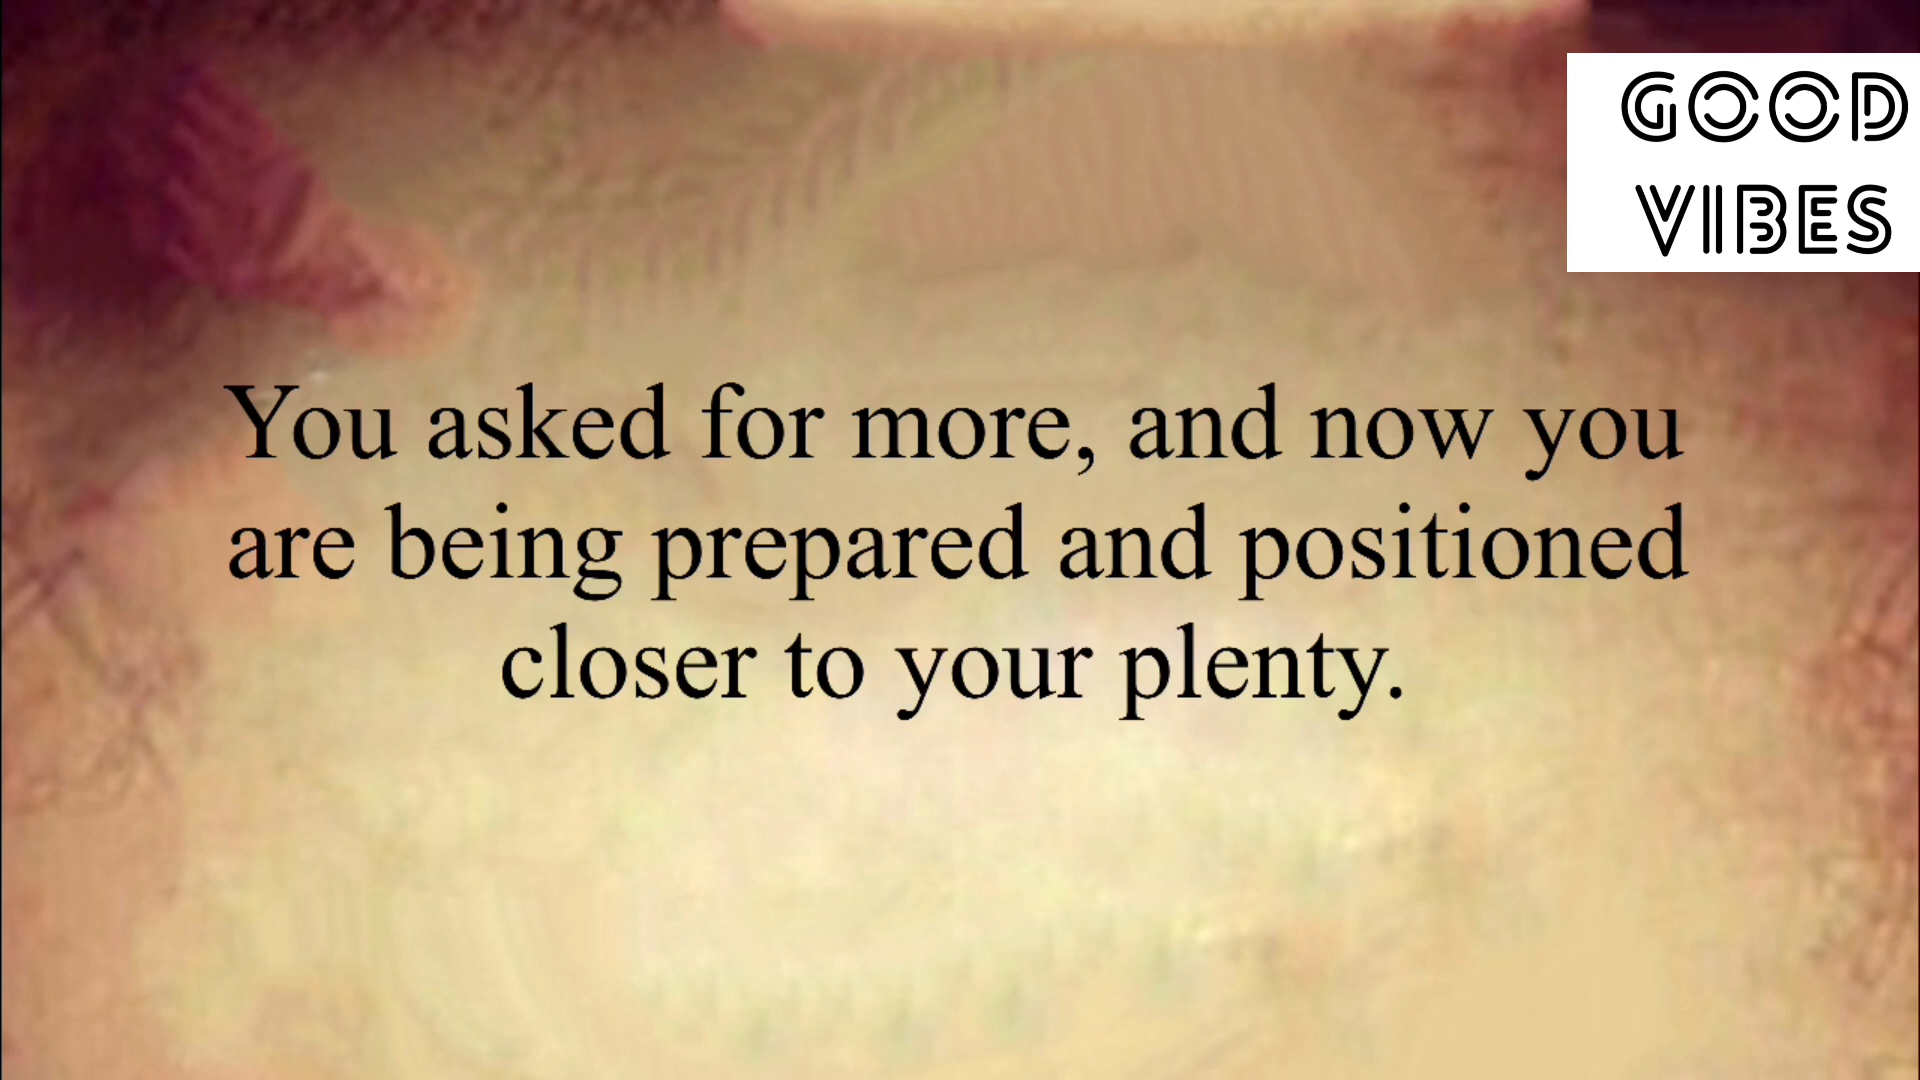 GOOD
VIBES
You asked for more, and now you
are being prepared and positioned
closer to your plenty.